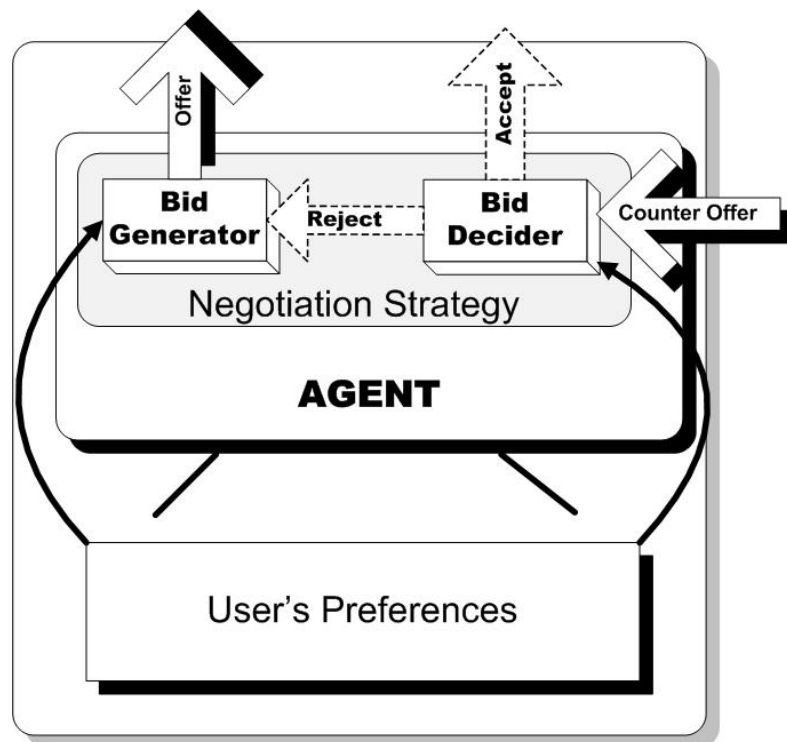 Offer
Accept
Bid
Generator
Reject
Bid
Decider
Counter Offer
Negotiation Strategy
AGENT
User's Preferences